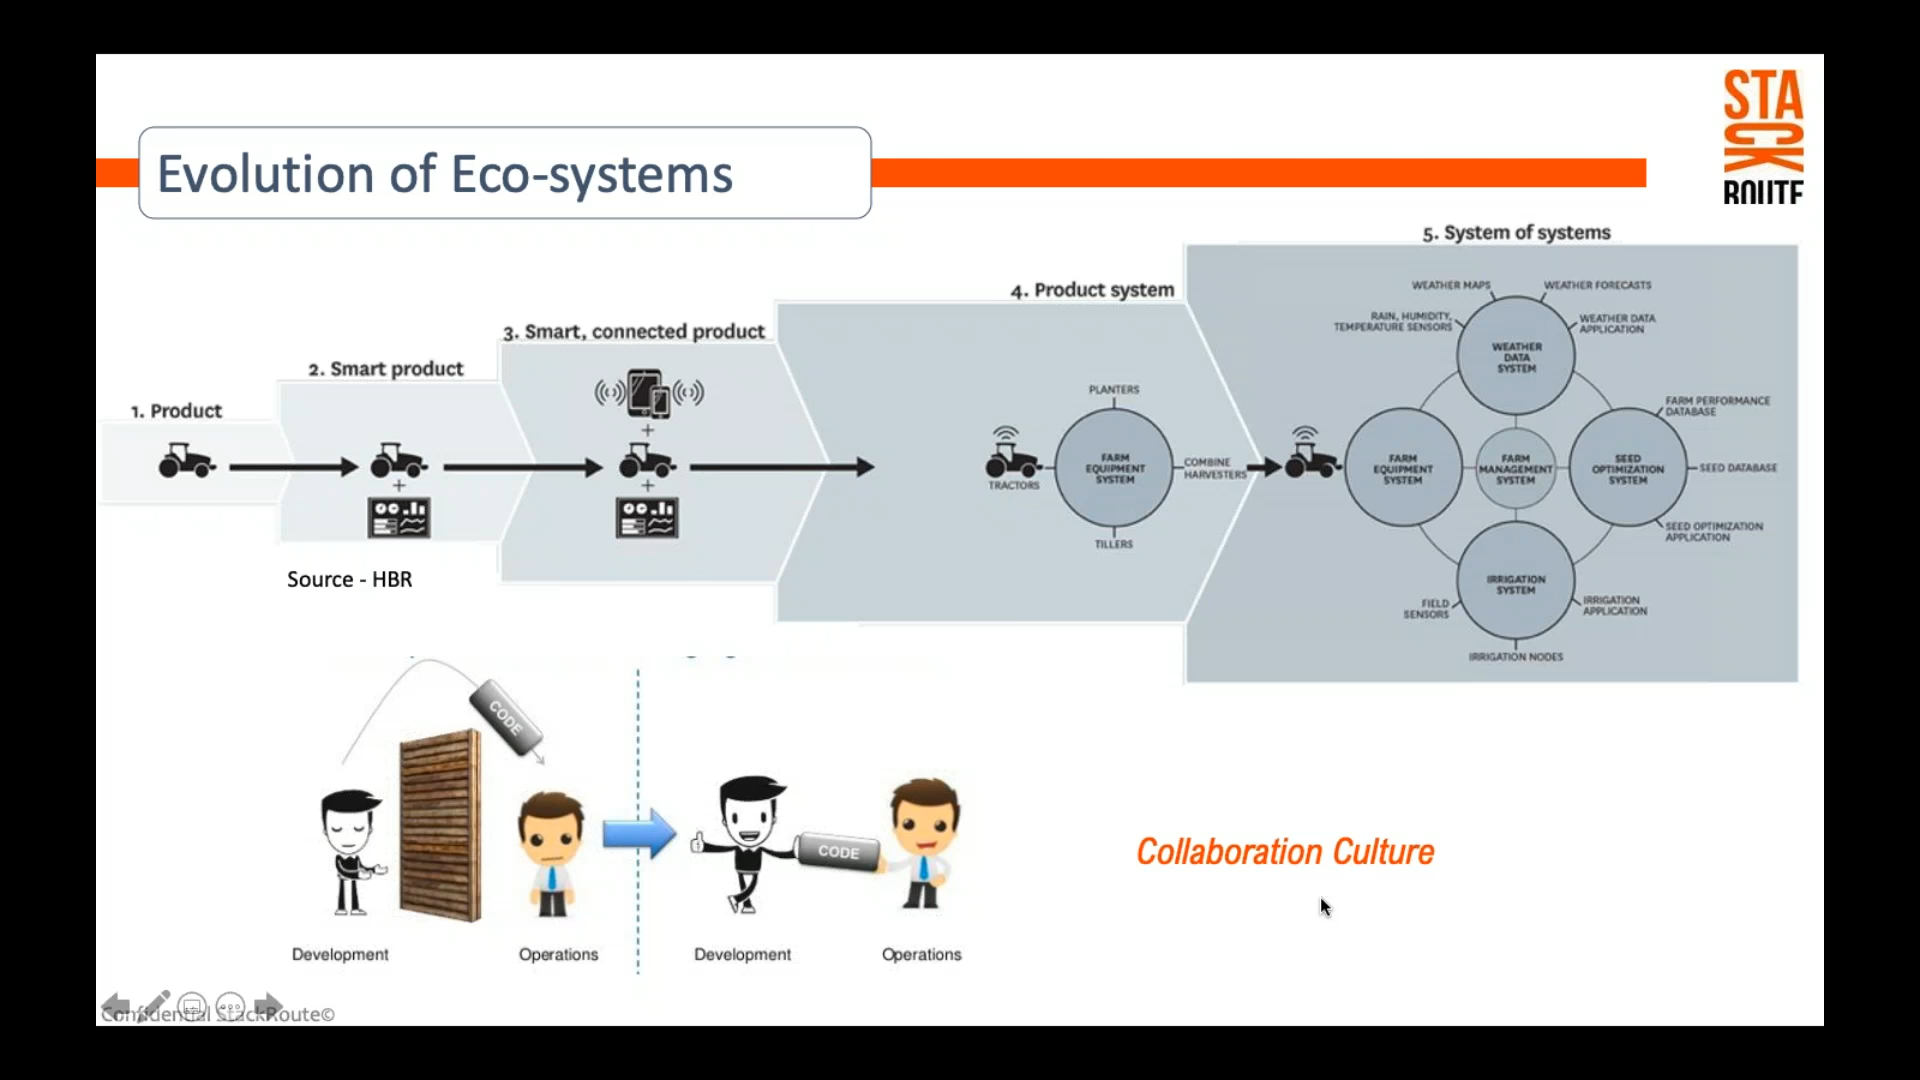 STA
CK
ROUTE
Evolution of Eco-systems
1. Product
2. Smart product
3. Smart, connected product
4. Product system
5. System of systems
Source - HBR
PLANTERS
TRACTORS
FARM
EQUIPMENT
SYSTEM
COMBINE
HARVESTERS
TILLERS
WEATHER MAPS
WEATHER FORECASTS
RAIN, HUMIDITY,
TEMPERATURE SENSORS
WEATHER DATA
APPLICATION
WEATHER
DATA
SYSTEM
FARM PERFORMANCE
DATABASE
FARM
EQUIPMENT
SYSTEM
FARM
MANAGEMENT
SYSTEM
SEED
OPTIMIZATION
SYSTEM
SEED DATABASE
SEED OPTIMIZATION
APPLICATION
IRRIGATION
SYSTEM
FIELD
SENSORS
IRRIGATION
APPLICATION
IRRIGATION NODES
CODE
CODE
Development
Operations
Development
Operations
Collaboration Culture
Confidential StackRoute©